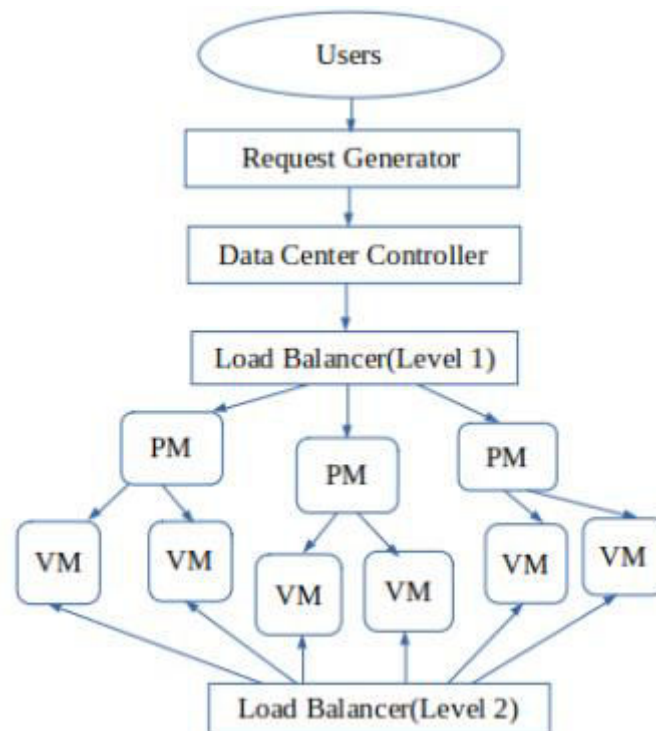 Users
Request Generator
Data Center Controller
Load Balancer(Level 1)
PM
PM
PM
VM
VM
VM
VM
VM
VM
Load Balancer(Level 2)